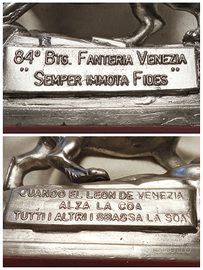 84° BTG. FANTERIA VENEZIA
"SEMPER IMMOTA FIDES"
QUANDO EL LEON DE VENEZIA
ALZA LA COA
TUTTI I ALTRI I SBASSA LA SOA